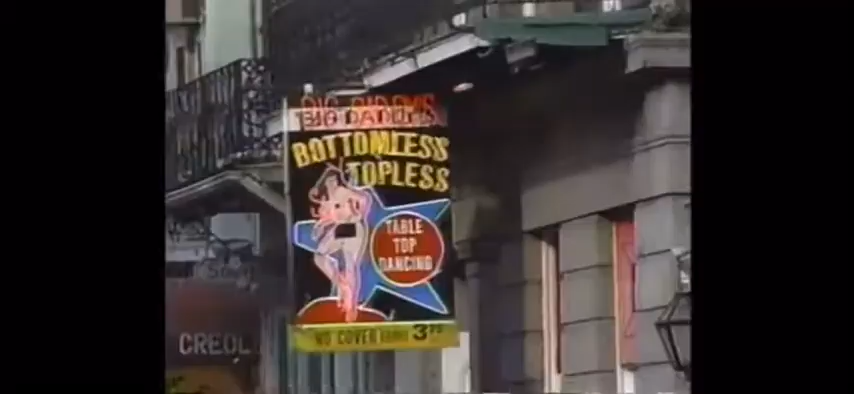 BIG DADDY'S
BOTTOMLESS
TOPLESS
TABLE
TOP
DANCING
NO COVER
CREOL